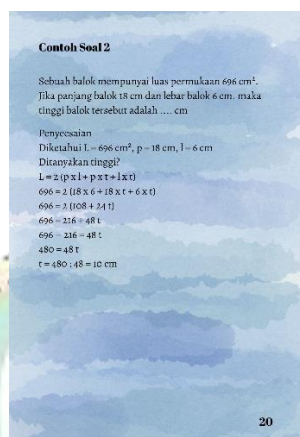 Contoh Soal 2
Sebuah balok mempunyai luas permukaan 696 cm².
Jika panjang balok 18 cm dan lebar balok 6 cm. maka
tinggi balok tersebut adalah .... cm
Penyeesaian
Diketahui L = 696 cm², p = 18 cm, l = 6 cm
Ditanyakan tinggi?
L = 2 (p x l + p x t + l x t)
696 = 2 (18 x 6 + 18 x t + 6 x t)
696 = 2 (108 + 24 t)
696 = 216 + 48 t
696 - 216 = 48 t
480 = 48 t
t = 480 : 48 = 10 cm
20